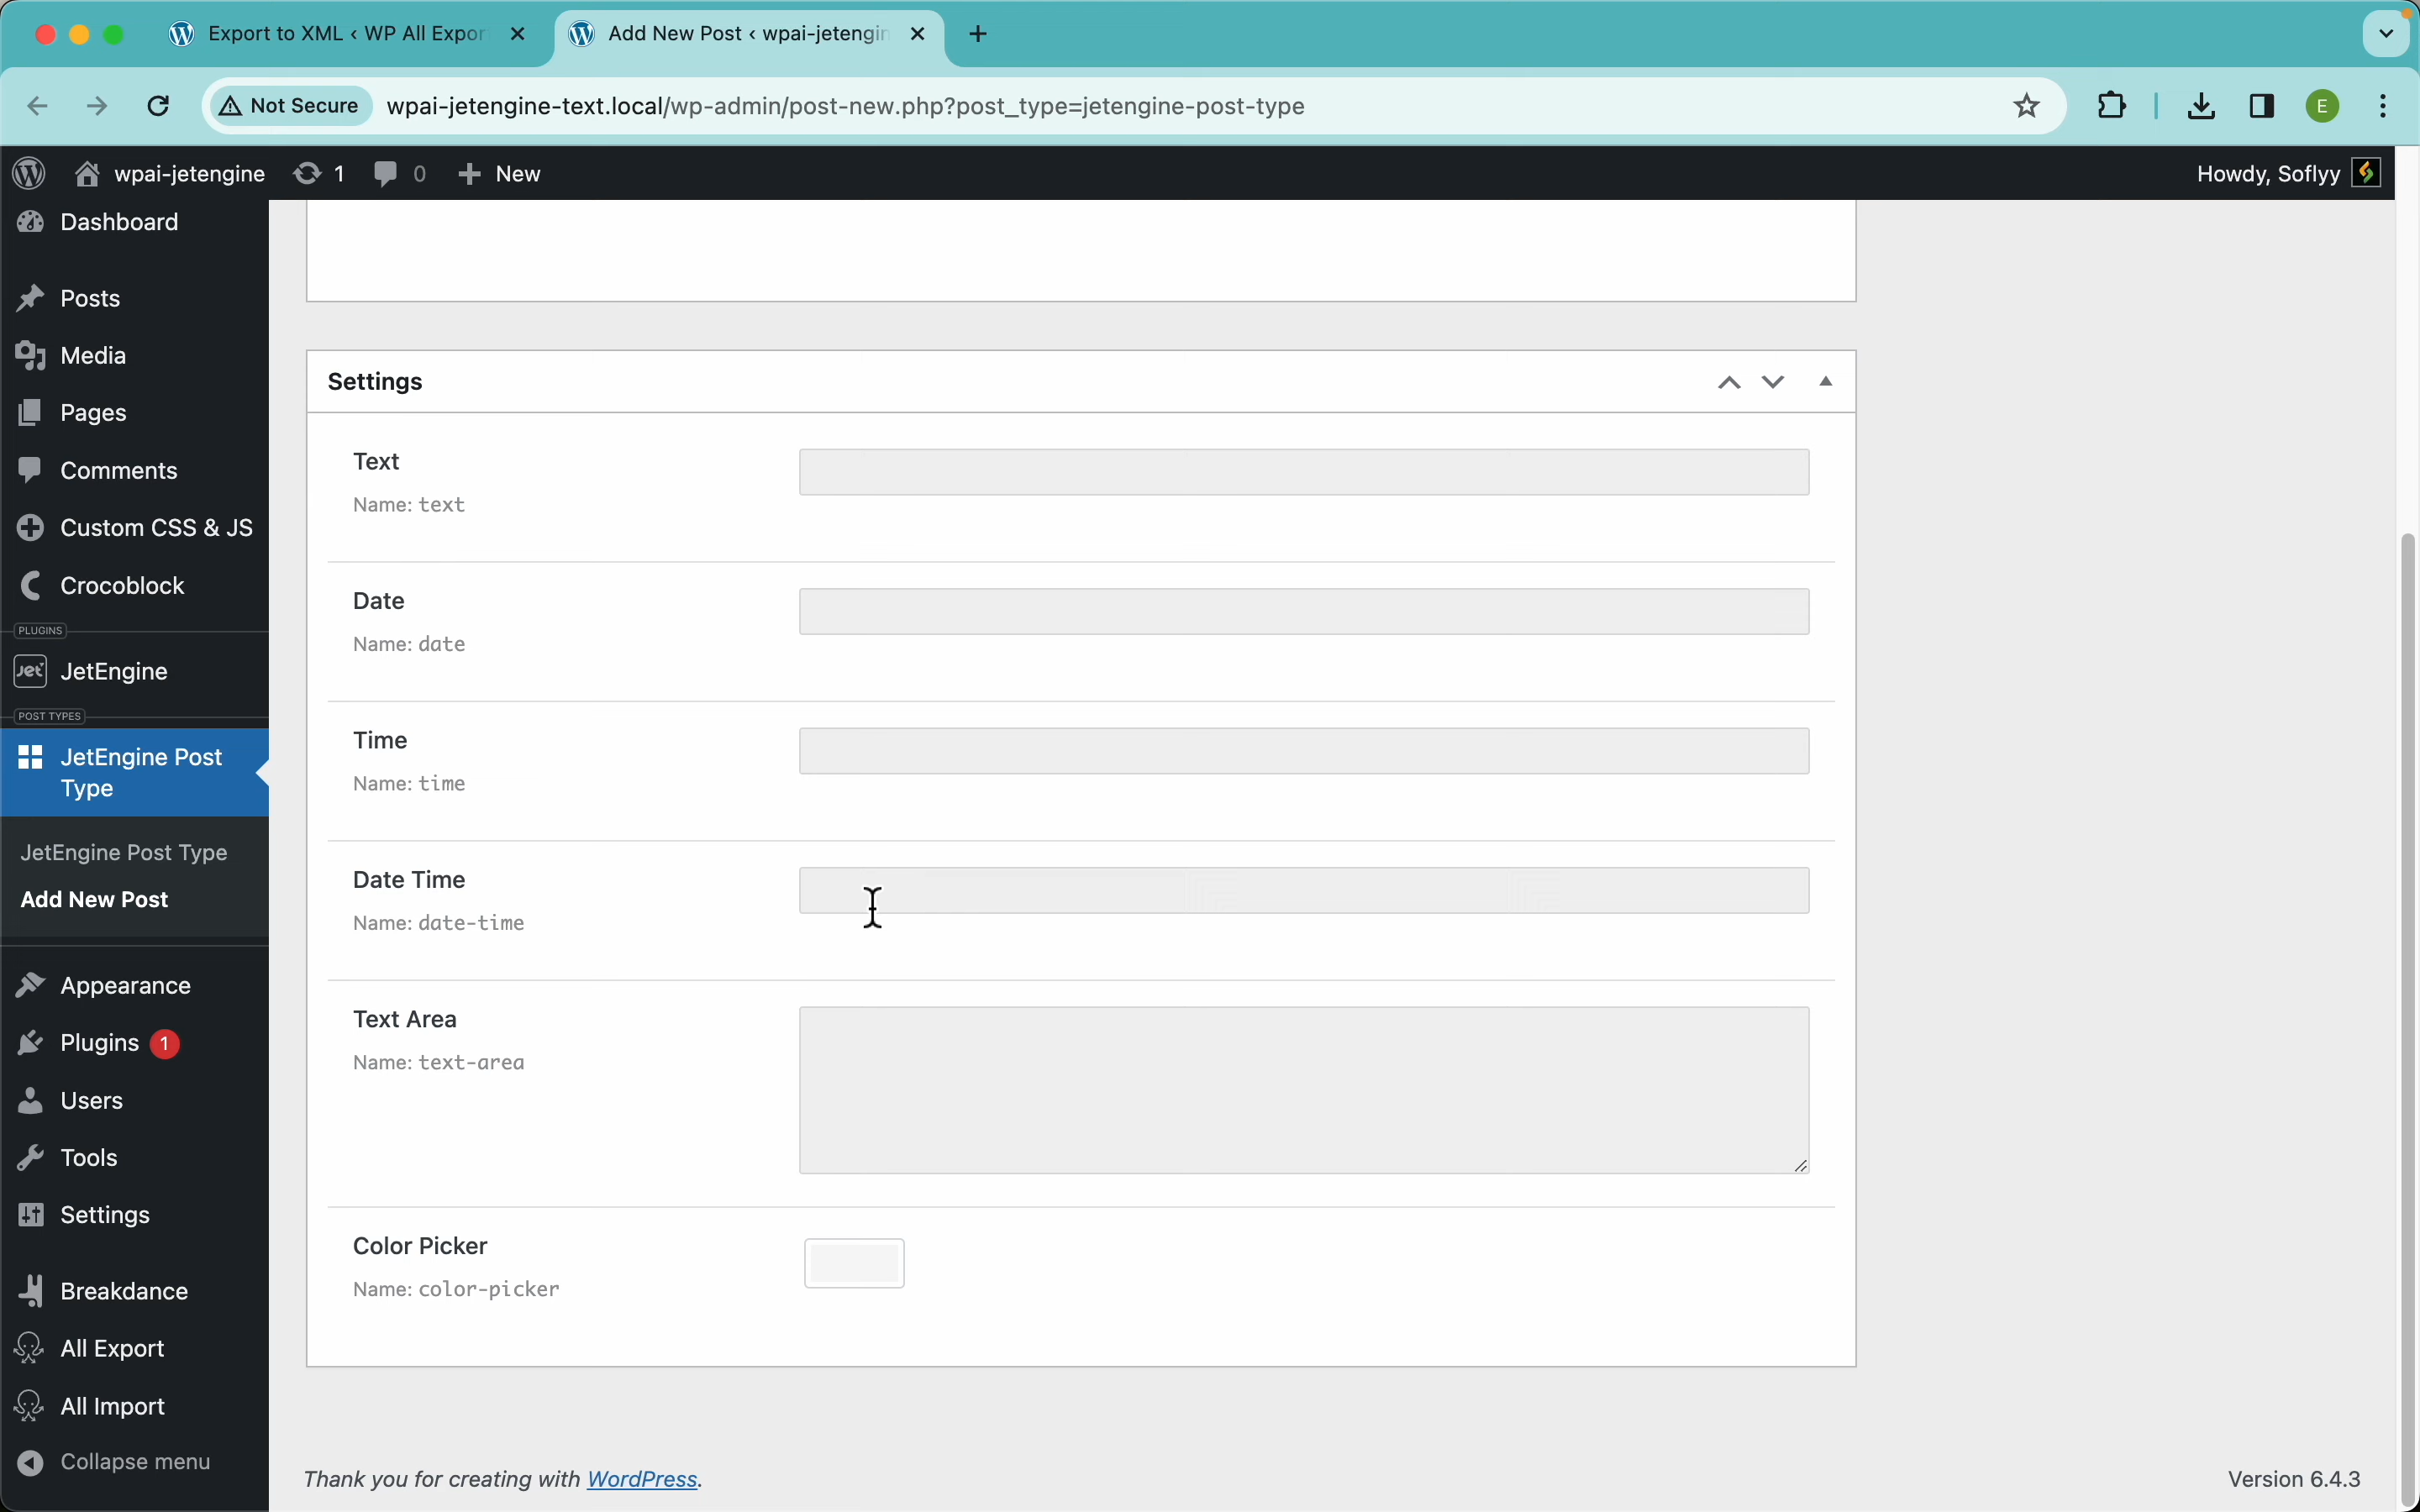 Export to XML ‹ WP All Expor
Add New Post ‹ wpai-jetengin
Not Secure
wpai-jetengine-text.local/wp-admin/post-new.php?post_type=jetengine-post-type
E
wpai-jetengine
1
0
New
Howdy, Soflyy
Dashboard
Posts
Media
Pages
Comments
Custom CSS & JS
Crocoblock
PLUGINS
Jet
JetEngine
POST TYPES
JetEngine Post
Type
JetEngine Post Type
Add New Post
Appearance
Plugins 1
Users
Tools
Settings
Breakdance
All Export
All Import
Collapse menu
Settings
Text
Name: text
Date
Name: date
Time
Name: time
Date Time
Name: date-time
Text Area
Name: text-area
Color Picker
Name: color-picker
Thank you for creating with WordPress.
Version 6.4.3